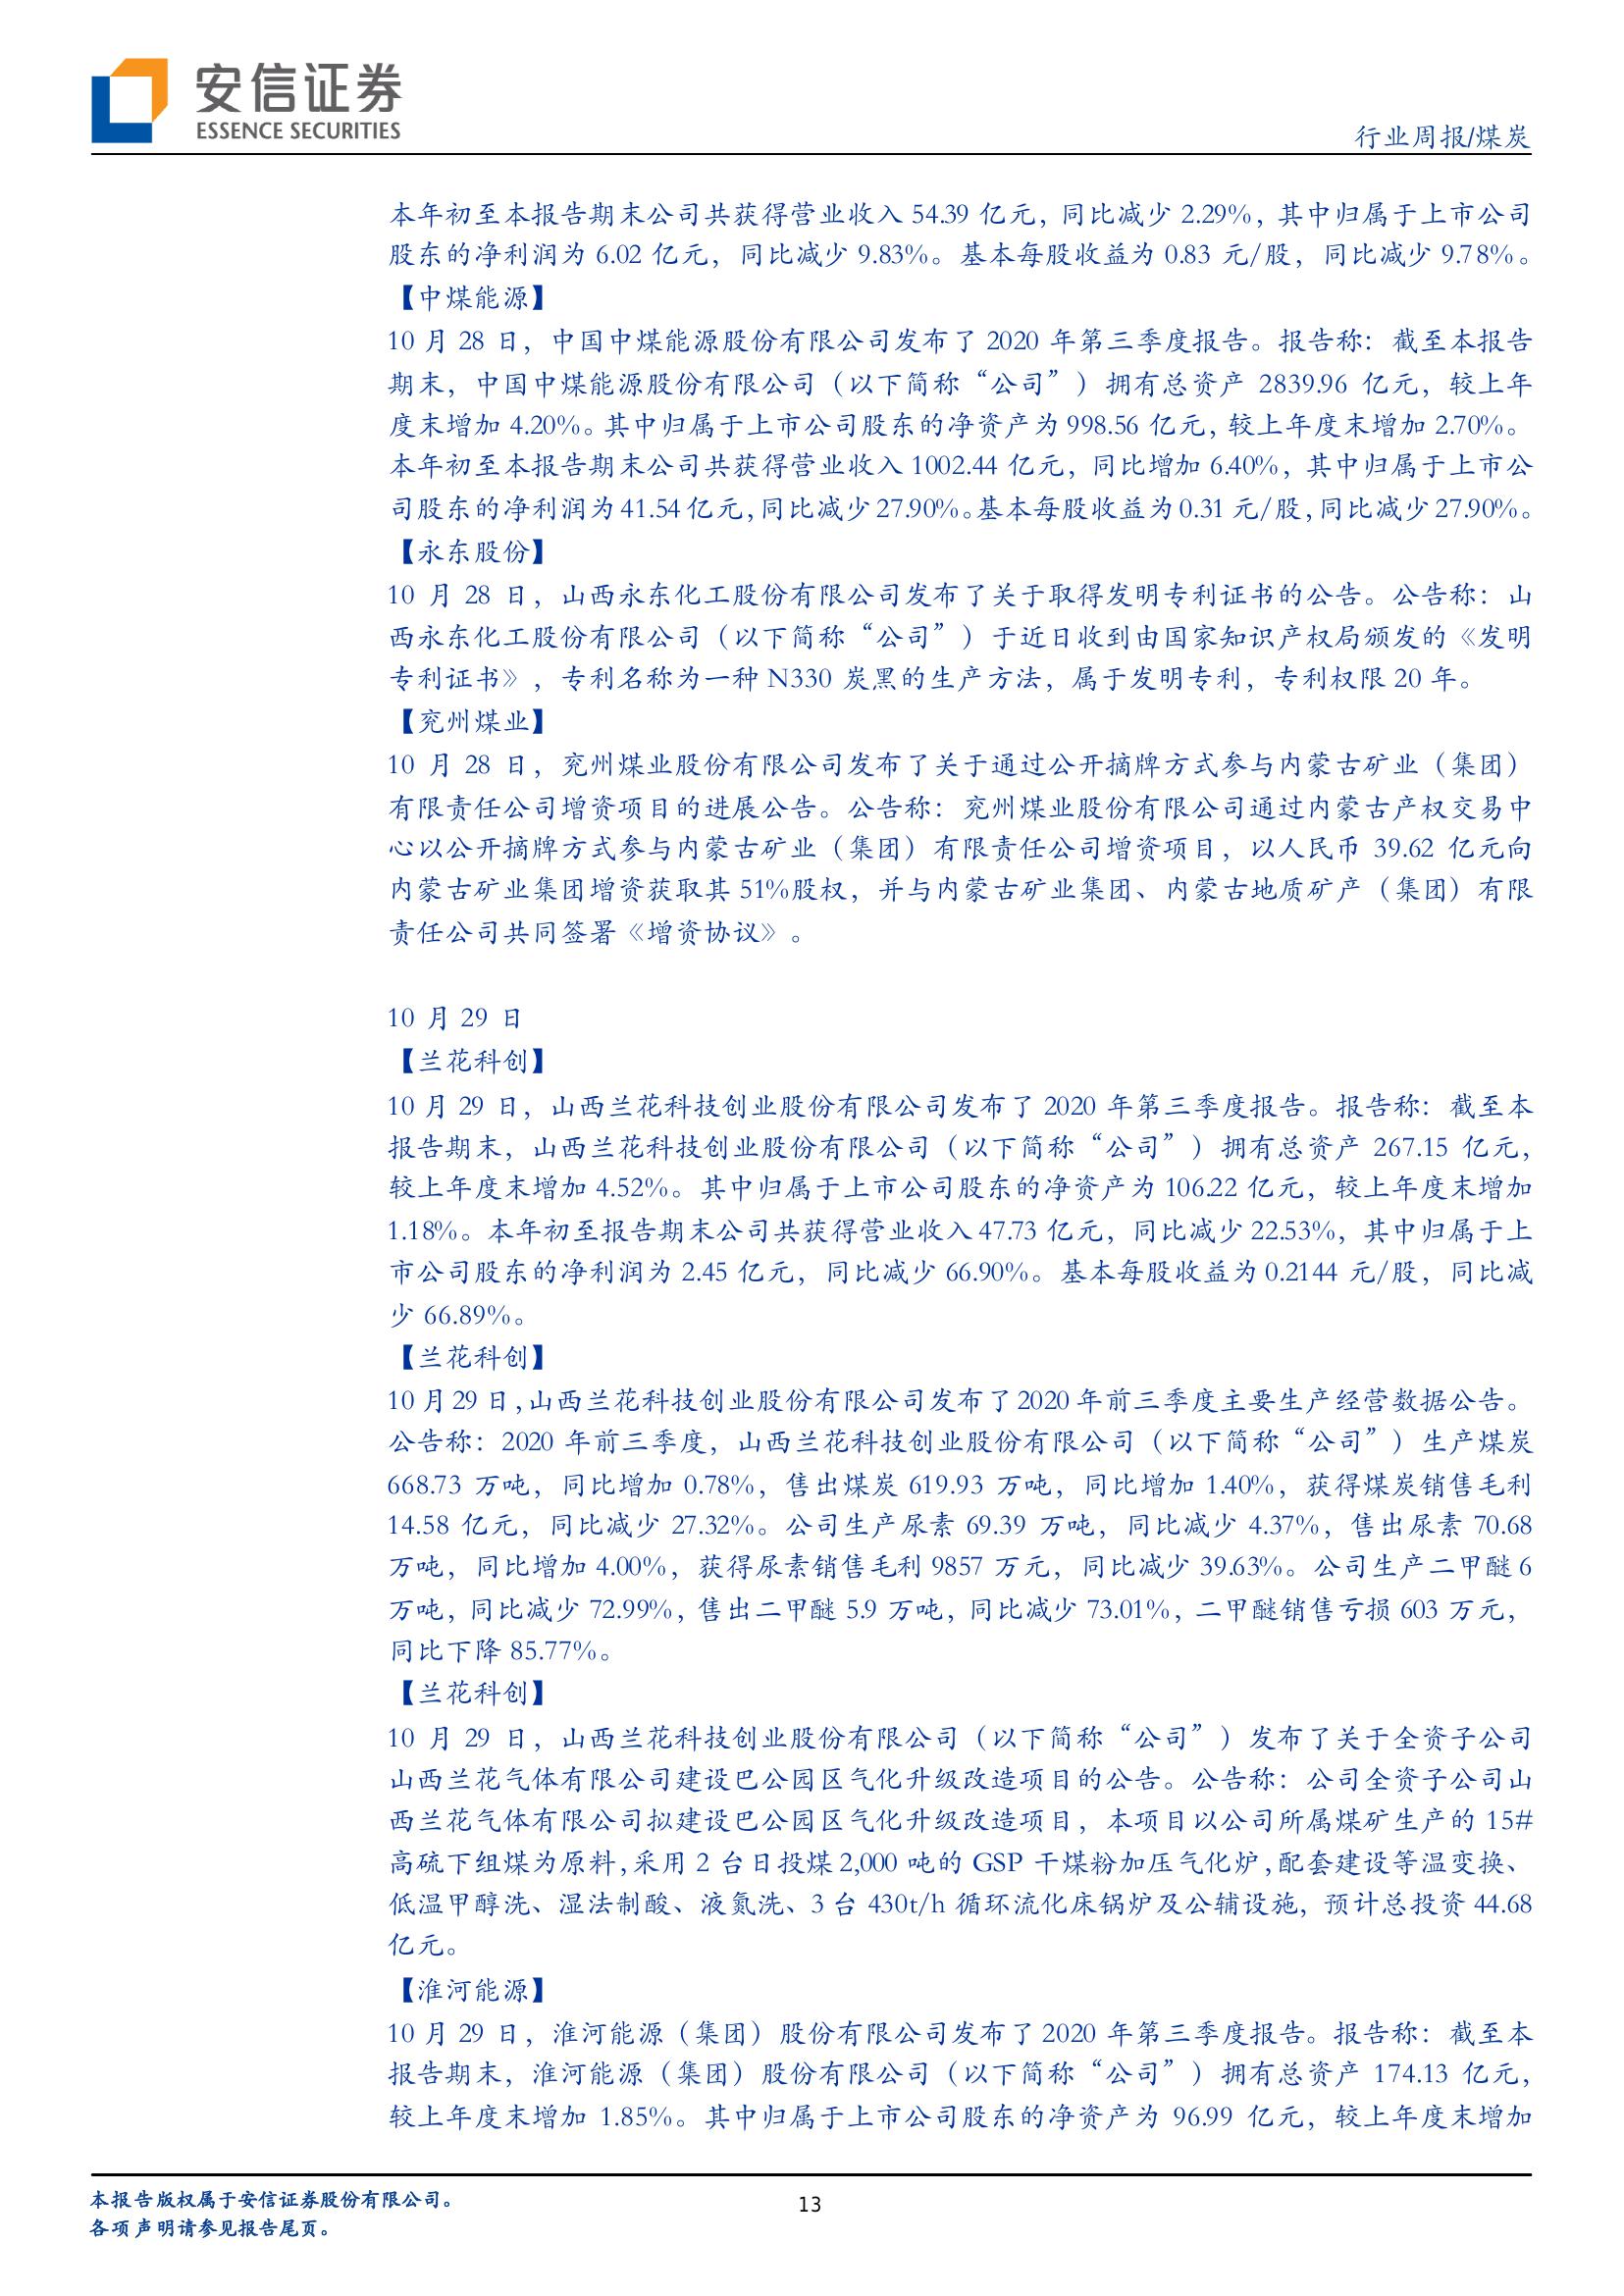 安信证券
ESSENCE SECURITIES
行业周报/煤炭
本年初至本报告期末公司共获得营业收入 54.39 亿元，同比减少 2.29%，其中归属于上市公司
股东的净利润为 6.02 亿元，同比减少 9.83%。基本每股收益为 0.83 元/股，同比减少 9.78%。
【中煤能源】
10 月 28 日，中国中煤能源股份有限公司发布了 2020 年第三季度报告。报告称：截至本报告
期末，中国中煤能源股份有限公司（以下简称“公司”）拥有总资产 2839.96 亿元，较上年
度末增加 4.20%。其中归属于上市公司股东的净资产为 998.56 亿元，较上年度末增加 2.70%。
本年初至本报告期末公司共获得营业收入 1002.44 亿元，同比增加 6.40%，其中归属于上市公
司股东的净利润为 41.54 亿元，同比减少 27.90%。基本每股收益为 0.31 元/股，同比减少 27.90%。
【永东股份】
10 月 28 日，山西永东化工股份有限公司发布了关于取得发明专利证书的公告。公告称：山
西永东化工股份有限公司（以下简称“公司”）于近日收到由国家知识产权局颁发的《发明
专利证书》，专利名称为一种 N330 炭黑的生产方法，属于发明专利，专利权限 20 年。
【兖州煤业】
10 月 28 日，兖州煤业股份有限公司发布了关于通过公开摘牌方式参与内蒙古矿业（集团）
有限责任公司增资项目的进展公告。公告称：兖州煤业股份有限公司通过内蒙古产权交易中
心以公开摘牌方式参与内蒙古矿业（集团）有限责任公司增资项目，以人民币 39.62 亿元向
内蒙古矿业集团增资获取其 51%股权，并与内蒙古矿业集团、内蒙古地质矿产（集团）有限
责任公司共同签署《增资协议》。
10 月 29 日
【兰花科创】
10 月 29 日，山西兰花科技创业股份有限公司发布了 2020 年第三季度报告。报告称：截至本
报告期末，山西兰花科技创业股份有限公司（以下简称“公司”）拥有总资产 267.15 亿元，
较上年度末增加 4.52%。其中归属于上市公司股东的净资产为 106.22 亿元，较上年度末增加
1.18%。本年初至报告期末公司共获得营业收入 47.73 亿元，同比减少 22.53%，其中归属于上
市公司股东的净利润为 2.45 亿元，同比减少 66.90%。基本每股收益为 0.2144 元/股，同比减
少 66.89%。
【兰花科创】
10 月 29 日，山西兰花科技创业股份有限公司发布了 2020 年前三季度主要生产经营数据公告。
公告称：2020 年前三季度，山西兰花科技创业股份有限公司（以下简称“公司”）生产煤炭
668.73 万吨，同比增加 0.78%，售出煤炭 619.93 万吨，同比增加 1.40%，获得煤炭销售毛利
14.58 亿元，同比减少 27.32%。公司生产尿素 69.39 万吨，同比减少 4.37%，售出尿素 70.68
万吨，同比增加 4.00%，获得尿素销售毛利 9857 万元，同比减少 39.63%。公司生产二甲醚 6
万吨，同比减少 72.99%，售出二甲醚 5.9 万吨，同比减少 73.01%，二甲醚销售亏损 603 万元，
同比下降 85.77%。
【兰花科创】
10 月 29 日，山西兰花科技创业股份有限公司（以下简称“公司”）发布了关于全资子公司
山西兰花气体有限公司建设巴公园区气化升级改造项目的公告。公告称：公司全资子公司山
西兰花气体有限公司拟建设巴公园区气化升级改造项目，本项目以公司所属煤矿生产的 15#
高硫下组煤为原料，采用 2 台日投煤 2,000 吨的 GSP 干煤粉加压气化炉，配套建设等温变换、
低温甲醇洗、湿法制酸、液氮洗、3 台 430t/h 循环流化床锅炉及公辅设施，预计总投资 44.68
亿元。
【淮河能源】
10 月 29 日，淮河能源（集团）股份有限公司发布了 2020 年第三季度报告。报告称：截至本
报告期末，淮河能源（集团）股份有限公司（以下简称“公司”）拥有总资产 174.13 亿元，
较上年度末增加 1.85%。其中归属于上市公司股东的净资产为 96.99 亿元，较上年度末增加
本报告版权属于安信证券股份有限公司。
13
各项声明请参见报告尾页。